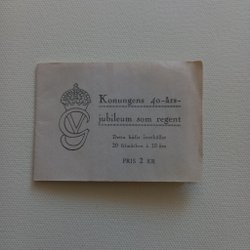 Konungens 40-års-
jubileum som regent
Detta häfte innehåller
20 frimärken à 10 öre
PRIS 2 KR